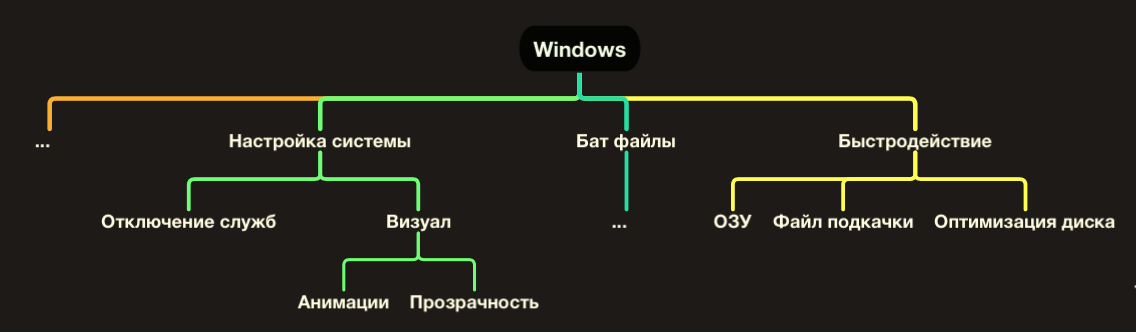 Windows
...
Настройка системы
Бат файлы
Быстродействие
Отключение служб
Визуал
...
ОЗУ
Файл подкачки
Оптимизация диска
Анимации
Прозрачность